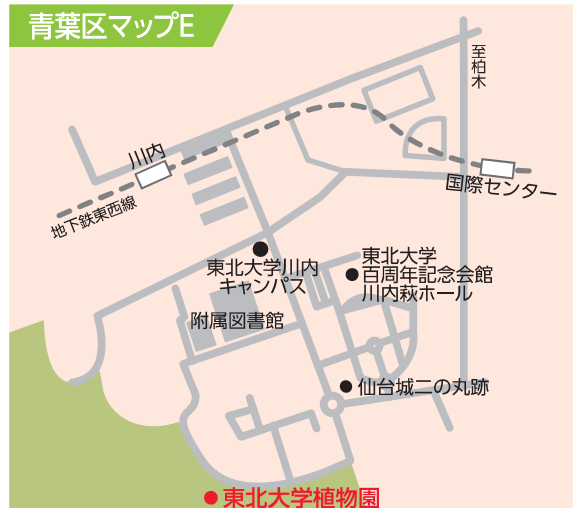 青葉区マップE
至柏木
川内
地下鉄東西線
国際センター
東北大学川内
キャンパス
東北大学
百周年記念会館
川内萩ホール
附属図書館
仙台城二の丸跡
東北大学植物園